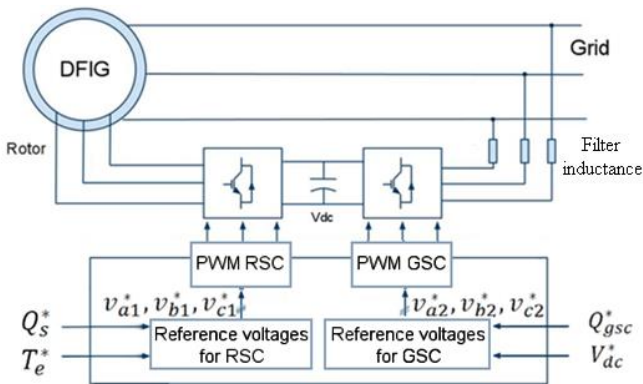 DFIG
Grid
Rotor
Filter
inductance
Vdc
PWM RSC
PWM GSC
v*a1, v*b1, v*c1
v*a2, v*b2, v*c2
Q*s
T*e
Reference voltages
for RSC
Reference voltages
for GSC
Q*gsc
V*dc